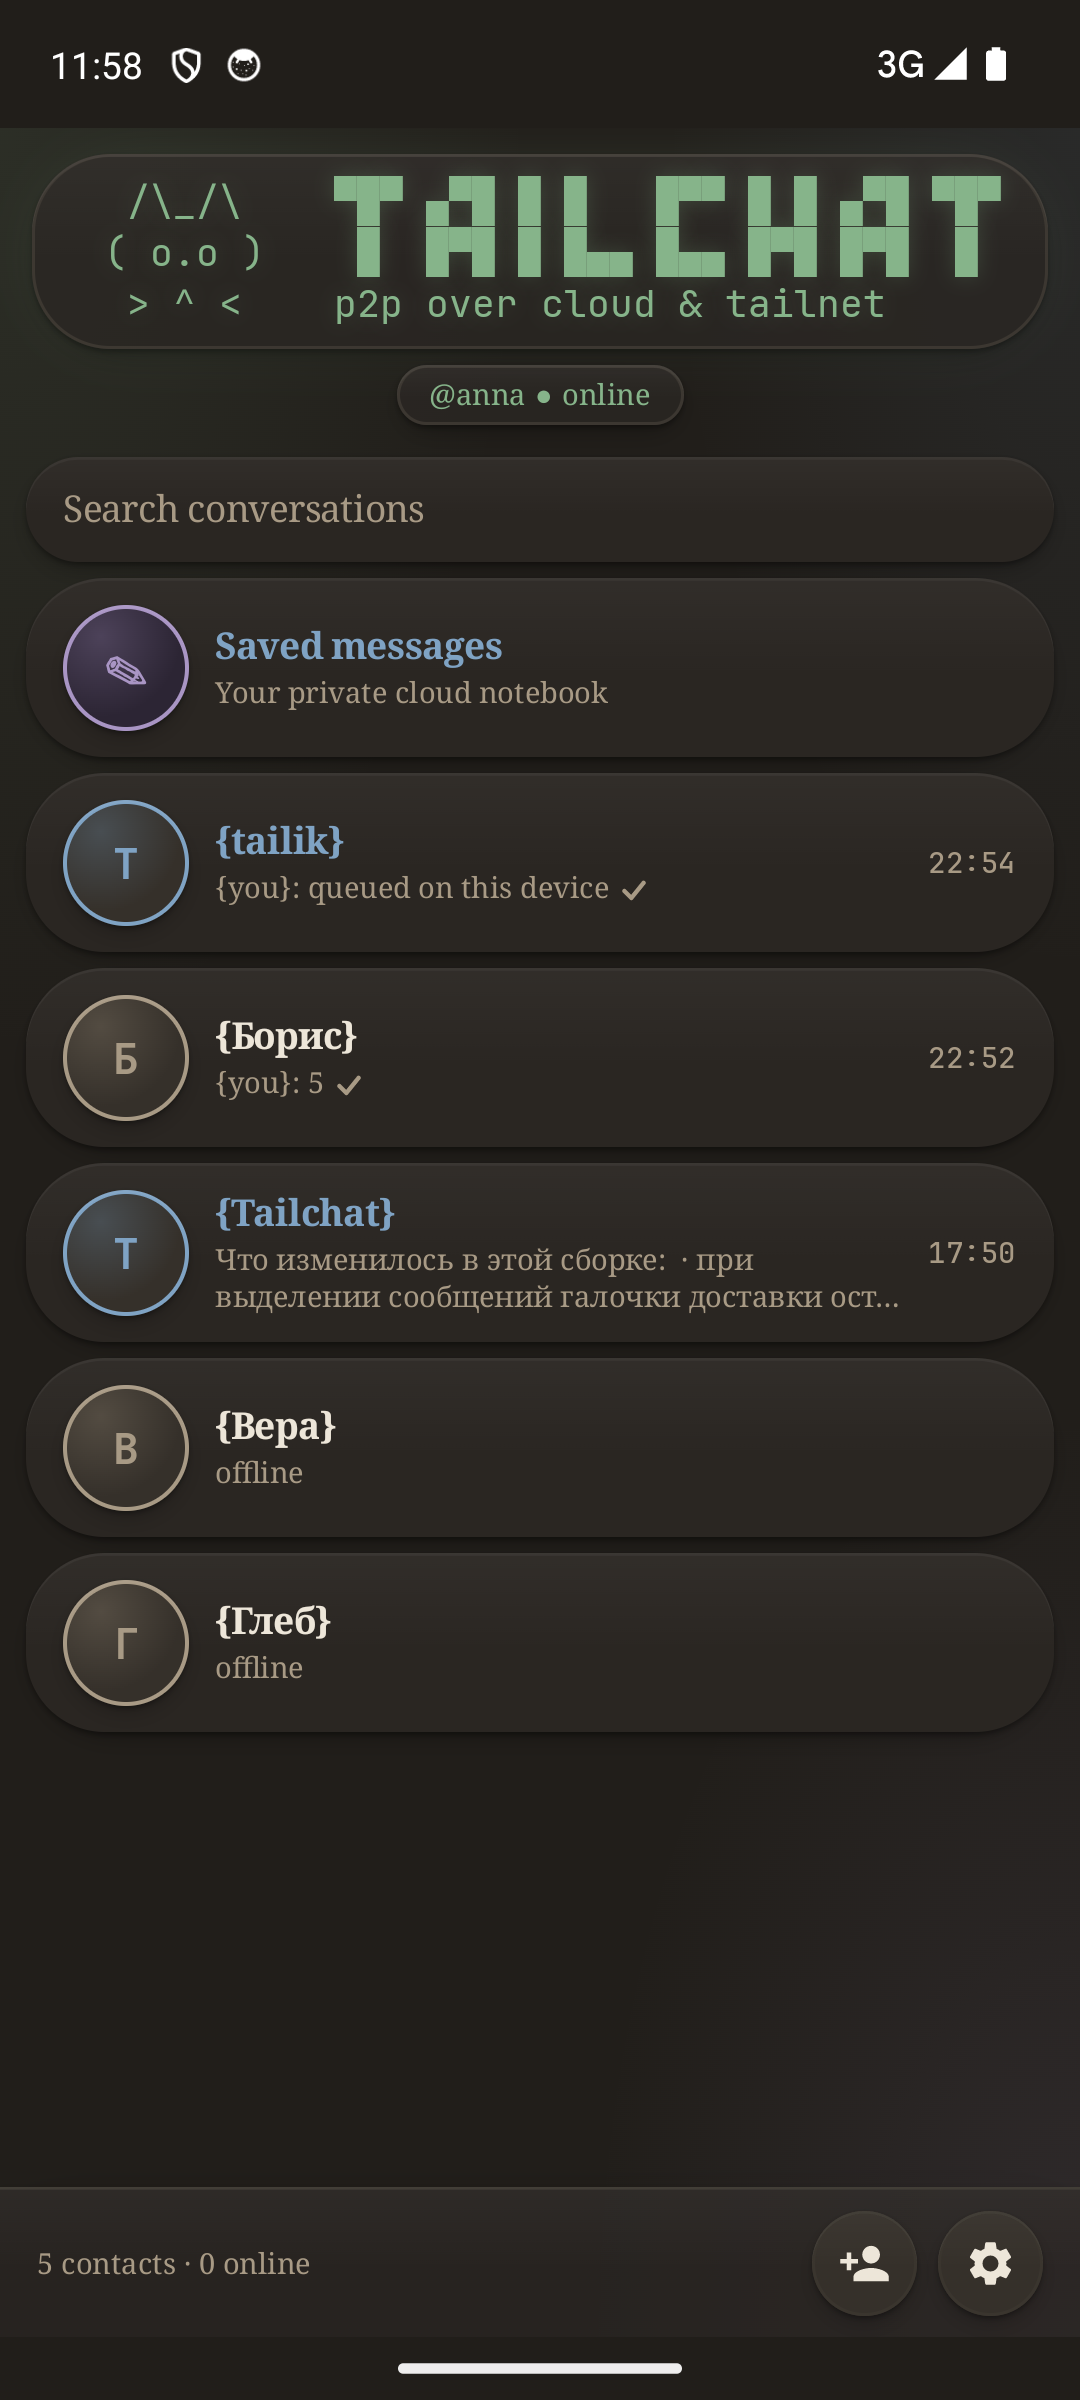 11:58
3G
/\_/\
( o.o )
> ^ <
TAILCHAT
p2p over cloud & tailnet
@anna ● online
Search conversations
✎
Saved messages
Your private cloud notebook
T
{tailik}
{you}: queued on this device ✓
22:54
Б
{Борис}
{you}: 5 ✓
22:52
T
{Tailchat}
Что изменилось в этой сборке:  · при
выделении сообщений галочки доставки ост…
17:50
В
{Вера}
offline
Г
{Глеб}
offline
5 contacts · 0 online